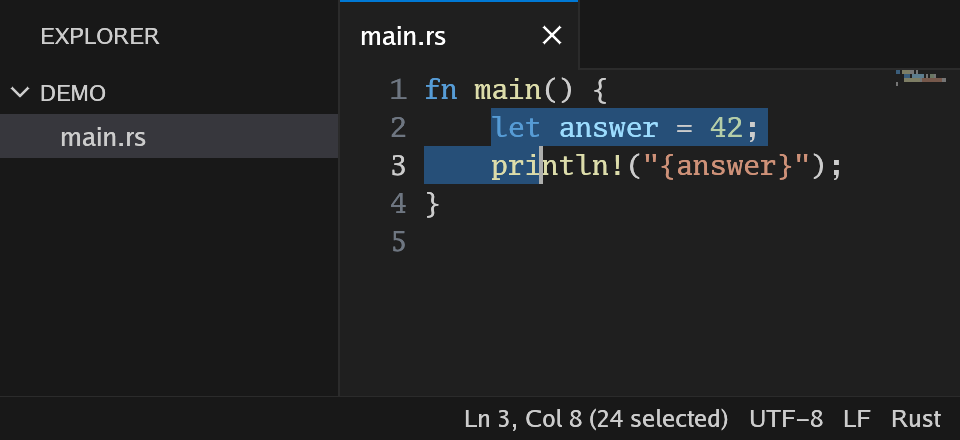 EXPLORER
DEMO
main.rs
main.rs
1 fn main() {
2     let answer = 42;
3     println!("{answer}");
4 }
5
Ln 3, Col 8 (24 selected) UTF-8 LF Rust